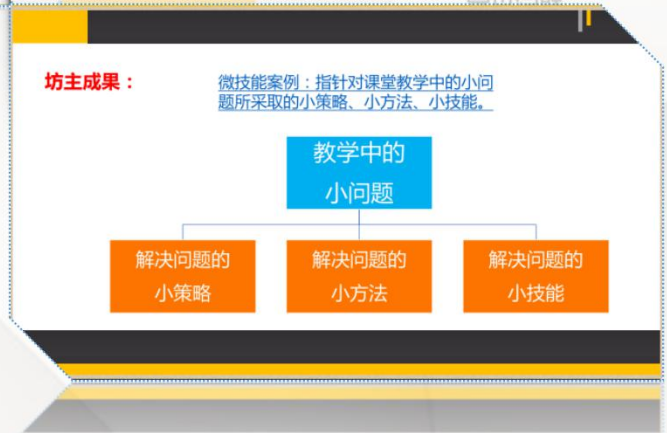 坊主成果：
微技能案例：指针对课堂教学中的小问
题所采取的小策略、小方法、小技能。
教学中的
小问题
解决问题的
小策略
解决问题的
小方法
解决问题的
小技能